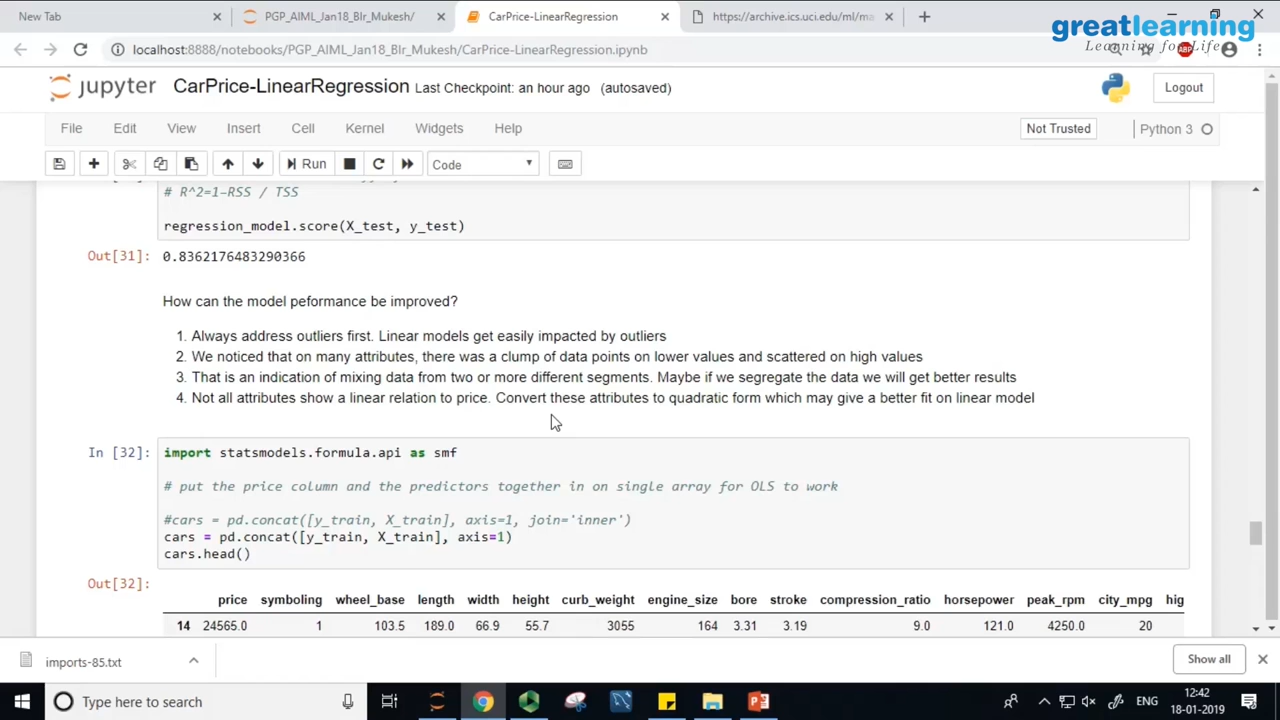 New Tab
PGP_AIML_Jan18_Blr_Mukesh/
CarPrice-LinearRegression
https://archive.ics.uci.edu/ml/ma
greatlearning
Learning for Life
localhost:8888/notebooks/PGP_AIML_Jan18_Blr_Mukesh/CarPrice-LinearRegression.ipynb
ABP
jupyter CarPrice-LinearRegression Last Checkpoint: an hour ago (autosaved)
Logout
File Edit View Insert Cell Kernel Widgets Help
Not Trusted
Python 3
Run
Code
# R^2=1-RSS / TSS
regression_model.score(X_test, y_test)
Out[31]: 0.8362176483290366
How can the model peformance be improved?
1. Always address outliers first. Linear models get easily impacted by outliers
2. We noticed that on many attributes, there was a clump of data points on lower values and scattered on high values
3. That is an indication of mixing data from two or more different segments. Maybe if we segregate the data we will get better results
4. Not all attributes show a linear relation to price. Convert these attributes to quadratic form which may give a better fit on linear model
In [32]: import statsmodels.formula.api as smf
# put the price column and the predictors together in on single array for OLS to work
#cars = pd.concat([y_train, X_train], axis=1, join='inner')
cars = pd.concat([y_train, X_train], axis=1)
cars.head()
Out[32]:
price symboling wheel_base length width height curb_weight engine_size bore stroke compression_ratio horsepower peak_rpm city_mpg hig
14 24565.0 1 103.5 189.0 66.9 55.7 3055 164 3.31 3.19 9.0 121.0 4250.0 20
imports-85.txt
Show all
Type here to search
ENG
12:42
18-01-2019